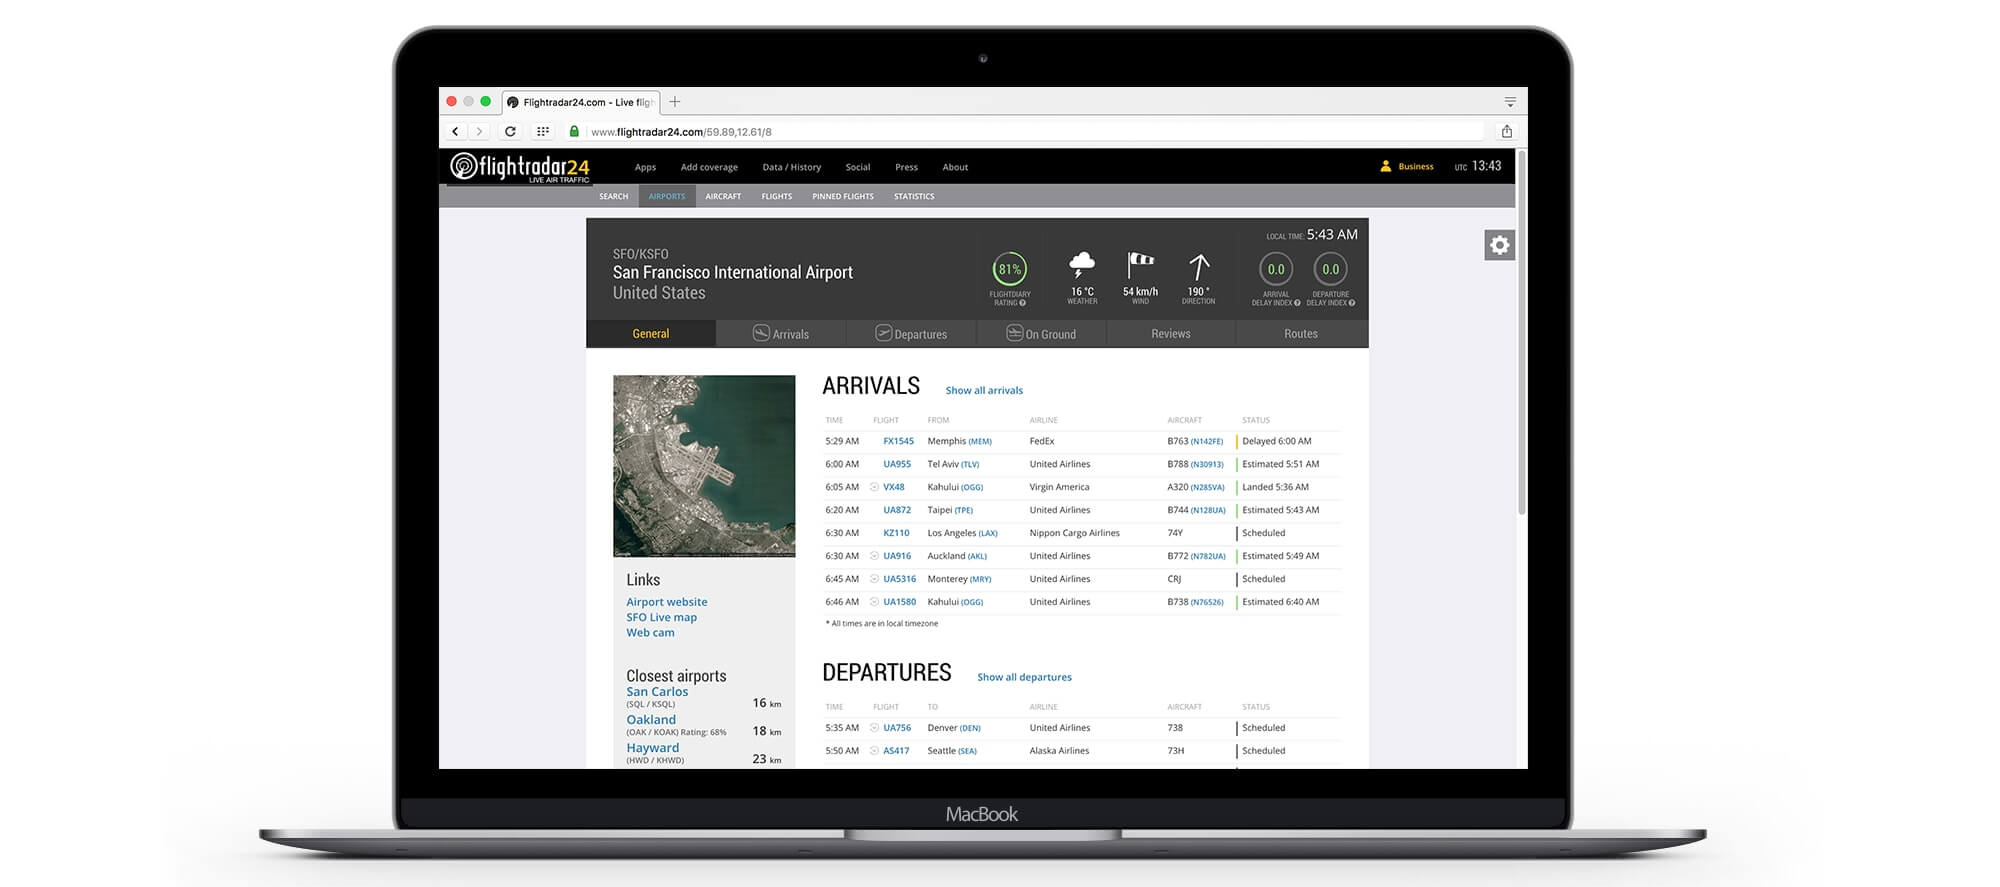 Flightradar24.com - Live fligh
www.flightradar24.com/59.89,12.61/8
flightradar24
LIVE AIR TRAFFIC
Apps Add coverage Data / History Social Press About
Business UTC 13:43
SEARCH AIRPORTS AIRCRAFT FLIGHTS PINNED FLIGHTS STATISTICS
LOCAL TIME: 5:43 AM
SFO/KSFO
San Francisco International Airport
United States
81%
FLIGHTDIARY
RATING ?
16 °C
WEATHER
54 km/h
WIND
190 °
DIRECTION
0.0
ARRIVAL
DELAY INDEX ?
0.0
DEPARTURE
DELAY INDEX ?
General Arrivals Departures On Ground Reviews Routes
Google
Links
Airport website
SFO Live map
Web cam
Closest airports
San Carlos
(SQL / KSQL) 16 km
Oakland
(OAK / KOAK) Rating: 68% 18 km
Hayward
(HWD / KHWD) 23 km
ARRIVALS Show all arrivals
TIME FLIGHT FROM AIRLINE AIRCRAFT STATUS
5:29 AM FX1545 Memphis (MEM) FedEx B763 (N142FE) Delayed 6:00 AM
6:00 AM UA955 Tel Aviv (TLV) United Airlines B788 (N30913) Estimated 5:51 AM
6:05 AM VX48 Kahului (OGG) Virgin America A320 (N285VA) Landed 5:36 AM
6:20 AM UA872 Taipei (TPE) United Airlines B744 (N128UA) Estimated 5:43 AM
6:30 AM KZ110 Los Angeles (LAX) Nippon Cargo Airlines 74Y Scheduled
6:30 AM UA916 Auckland (AKL) United Airlines B772 (N782UA) Estimated 5:49 AM
6:45 AM UA5316 Monterey (MRY) United Airlines CRJ Scheduled
6:46 AM UA1580 Kahului (OGG) United Airlines B738 (N76526) Estimated 6:40 AM
* All times are in local timezone
DEPARTURES Show all departures
TIME FLIGHT TO AIRLINE AIRCRAFT STATUS
5:35 AM UA756 Denver (DEN) United Airlines 738 Scheduled
5:50 AM AS417 Seattle (SEA) Alaska Airlines 73H Scheduled
MacBook